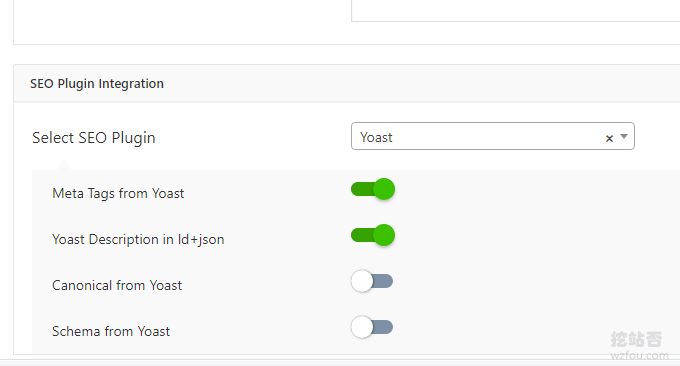 SEO Plugin Integration
Select SEO Plugin
Yoast
Meta Tags from Yoast
Yoast Description in ld+json
Canonical from Yoast
Schema from Yoast
挖站否
wzfou.com